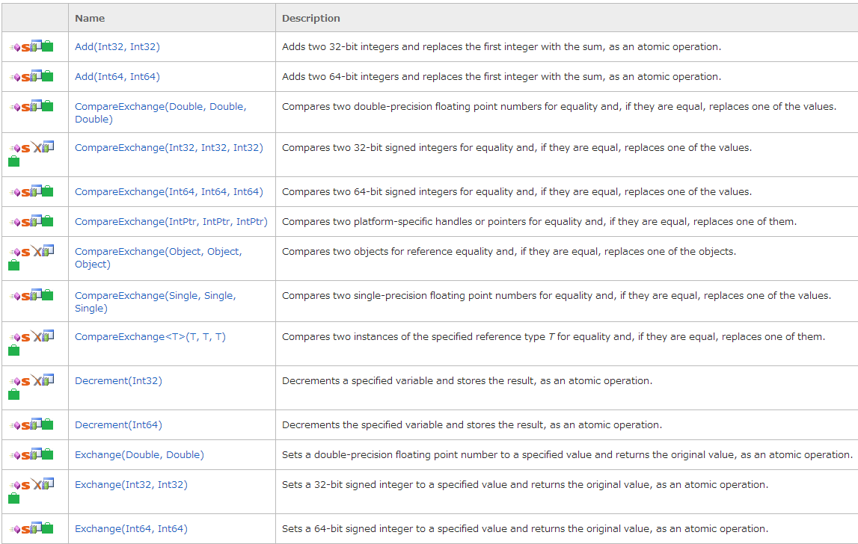 Name Description
Add(Int32, Int32) Adds two 32-bit integers and replaces the first integer with the sum, as an atomic operation.
Add(Int64, Int64) Adds two 64-bit integers and replaces the first integer with the sum, as an atomic operation.
CompareExchange(Double, Double, Compares two double-precision floating point numbers for equality and, if they are equal, replaces one of the values.
Double)
CompareExchange(Int32, Int32, Int32) Compares two 32-bit signed integers for equality and, if they are equal, replaces one of the values.
CompareExchange(Int64, Int64, Int64) Compares two 64-bit signed integers for equality and, if they are equal, replaces one of the values.
CompareExchange(IntPtr, IntPtr, IntPtr) Compares two platform-specific handles or pointers for equality and, if they are equal, replaces one of them.
CompareExchange(Object, Object, Compares two objects for reference equality and, if they are equal, replaces one of the objects.
Object)
CompareExchange(Single, Single, Compares two single-precision floating point numbers for equality and, if they are equal, replaces one of the values.
Single)
CompareExchange<T>(T, T, T) Compares two instances of the specified reference type T for equality and, if they are equal, replaces one of them.
Decrement(Int32) Decrements a specified variable and stores the result, as an atomic operation.
Decrement(Int64) Decrements the specified variable and stores the result, as an atomic operation.
Exchange(Double, Double) Sets a double-precision floating point number to a specified value and returns the original value, as an atomic operation.
Exchange(Int32, Int32) Sets a 32-bit signed integer to a specified value and returns the original value, as an atomic operation.
Exchange(Int64, Int64) Sets a 64-bit signed integer to a specified value and returns the original value, as an atomic operation.